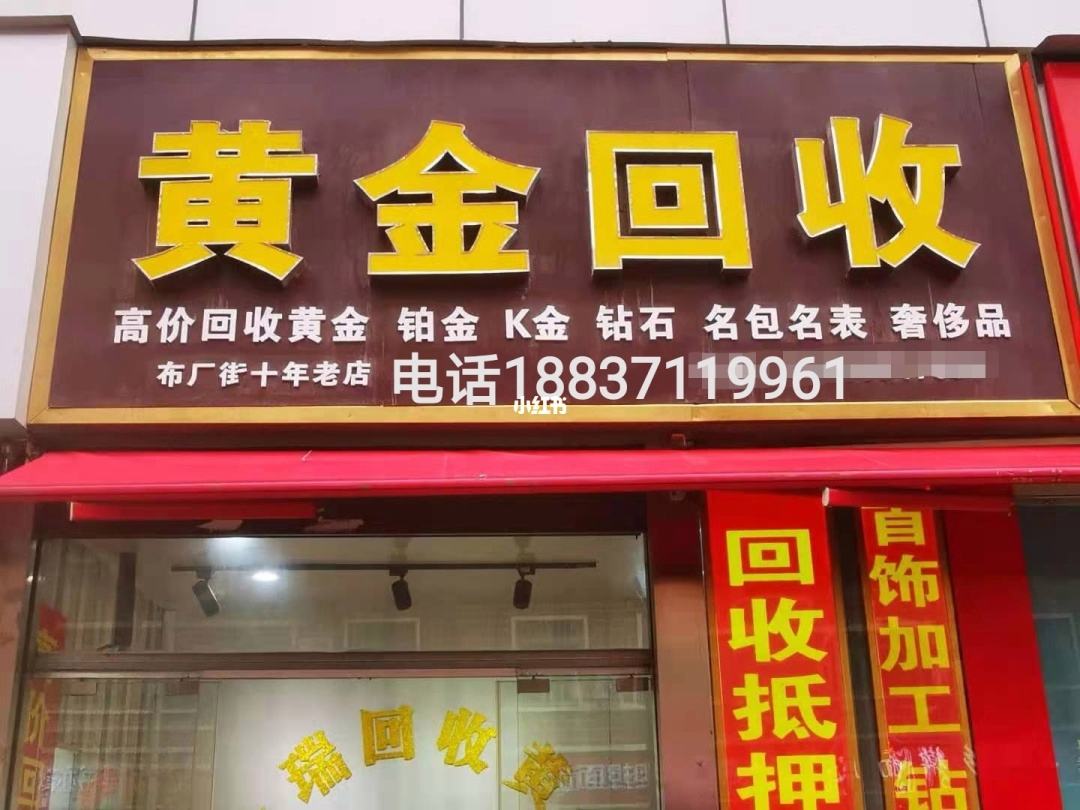 黄金回收
高价回收黄金 铂金 K金 钻石 名包名表 奢侈品
布厂街十年老店 电话18837119961
小红书
回收抵押
首饰加工
钻
瑞回收
价
回